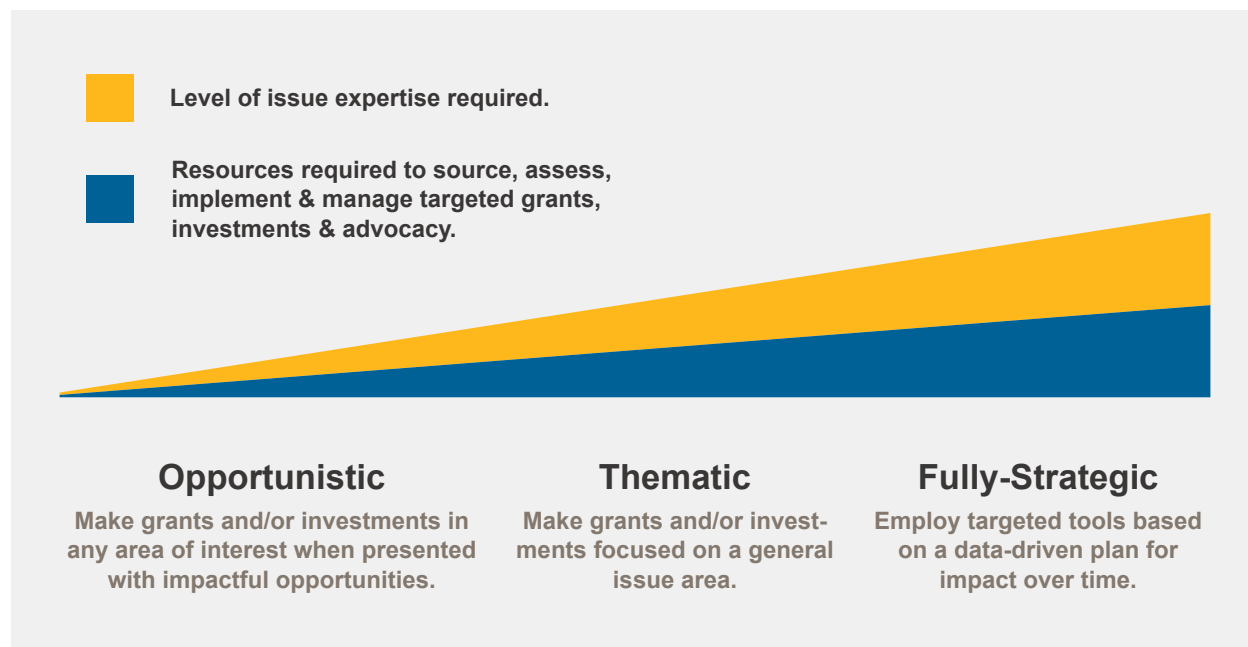 Level of issue expertise required.
Resources required to source, assess,
implement & manage targeted grants,
investments & advocacy.
Opportunistic
Make grants and/or investments in
any area of interest when presented
with impactful opportunities.
Thematic
Make grants and/or invest-
ments focused on a general
issue area.
Fully-Strategic
Employ targeted tools based
on a data-driven plan for
impact over time.